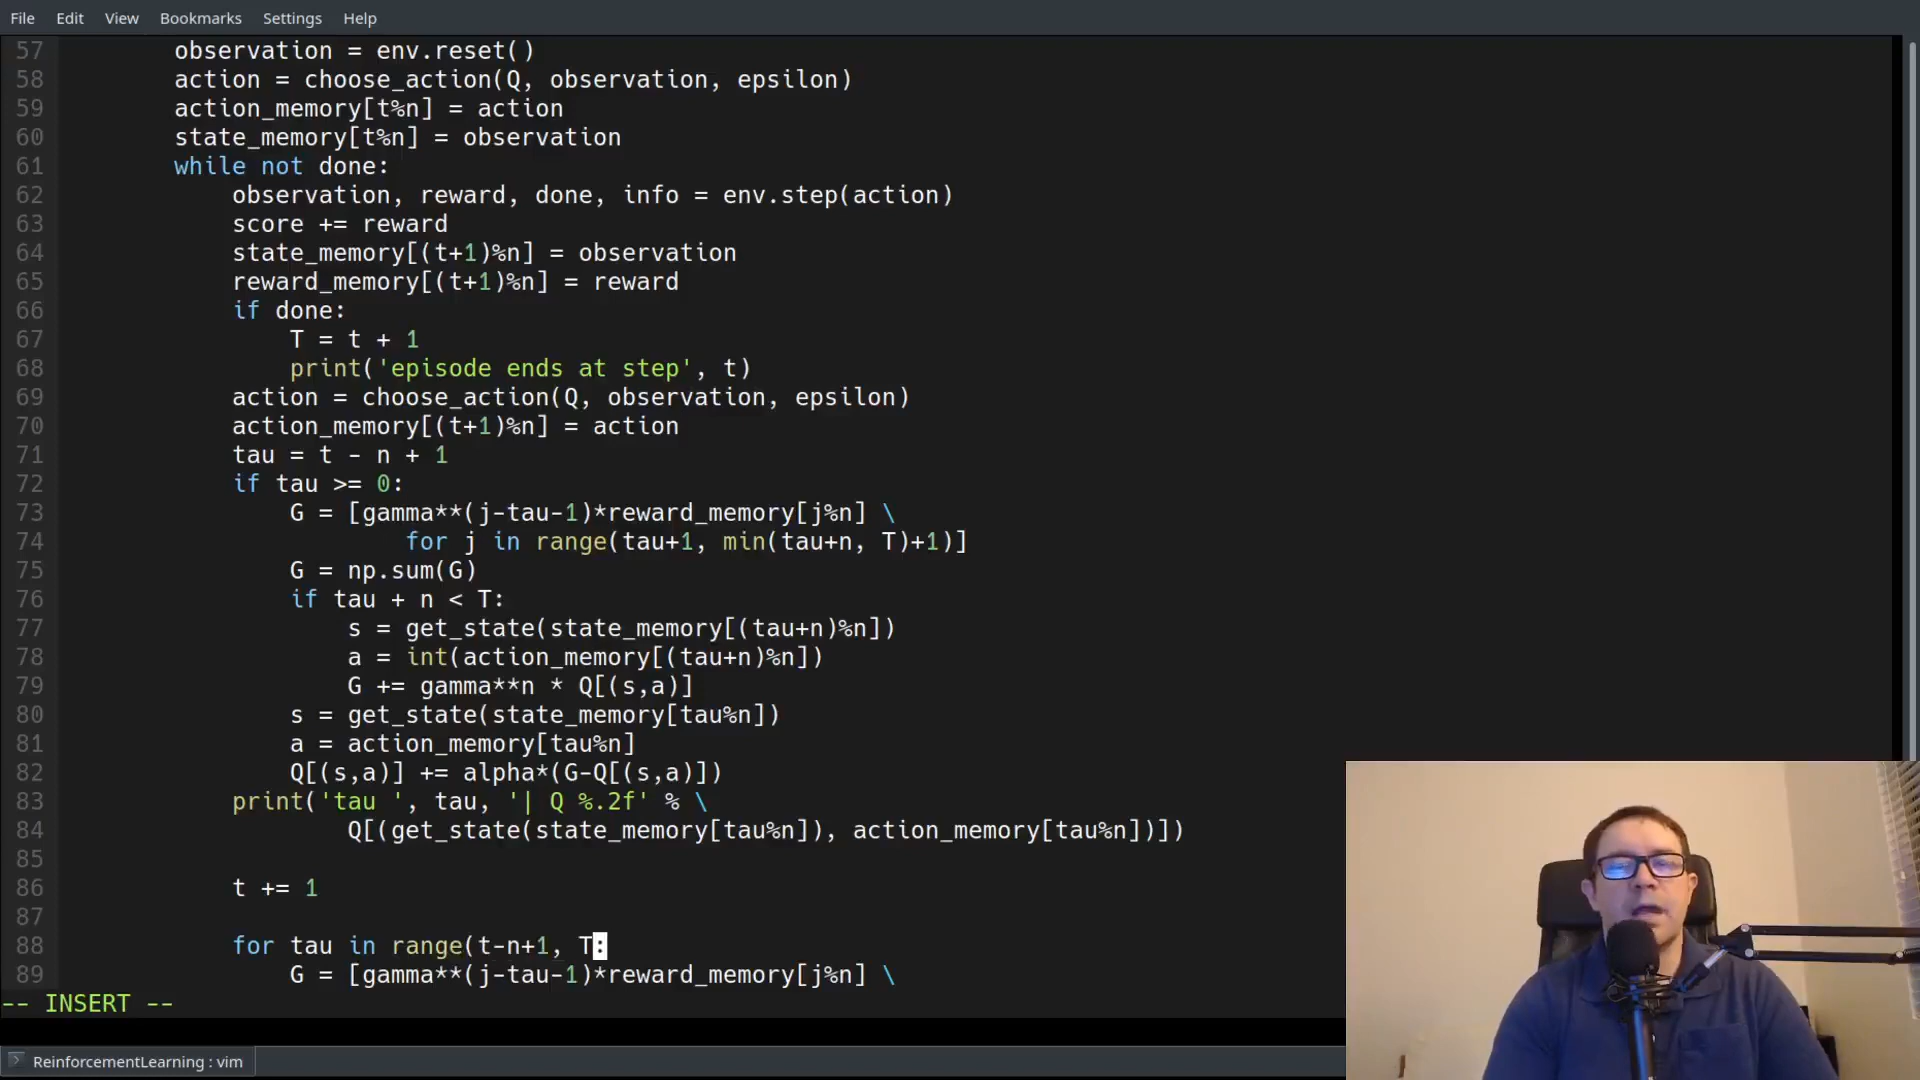 File Edit View Bookmarks Settings Help
57 observation = env.reset()
58 action = choose_action(Q, observation, epsilon)
59 action_memory[t%n] = action
60 state_memory[t%n] = observation
61 while not done:
62 observation, reward, done, info = env.step(action)
63 score += reward
64 state_memory[(t+1)%n] = observation
65 reward_memory[(t+1)%n] = reward
66 if done:
67 T = t + 1
68 print('episode ends at step', t)
69 action = choose_action(Q, observation, epsilon)
70 action_memory[(t+1)%n] = action
71 tau = t - n + 1
72 if tau >= 0:
73 G = [gamma**(j-tau-1)*reward_memory[j%n] \
74 for j in range(tau+1, min(tau+n, T)+1)]
75 G = np.sum(G)
76 if tau + n < T:
77 s = get_state(state_memory[(tau+n)%n])
78 a = int(action_memory[(tau+n)%n])
79 G += gamma**n * Q[(s,a)]
80 s = get_state(state_memory[tau%n])
81 a = action_memory[tau%n]
82 Q[(s,a)] += alpha*(G-Q[(s,a)])
83 print('tau ', tau, '| Q %.2f' % \
84 Q[(get_state(state_memory[tau%n]), action_memory[tau%n])])
85
86 t += 1
87
88 for tau in range(t-n+1, T:
89 G = [gamma**(j-tau-1)*reward_memory[j%n] \
-- INSERT --
ReinforcementLearning : vim